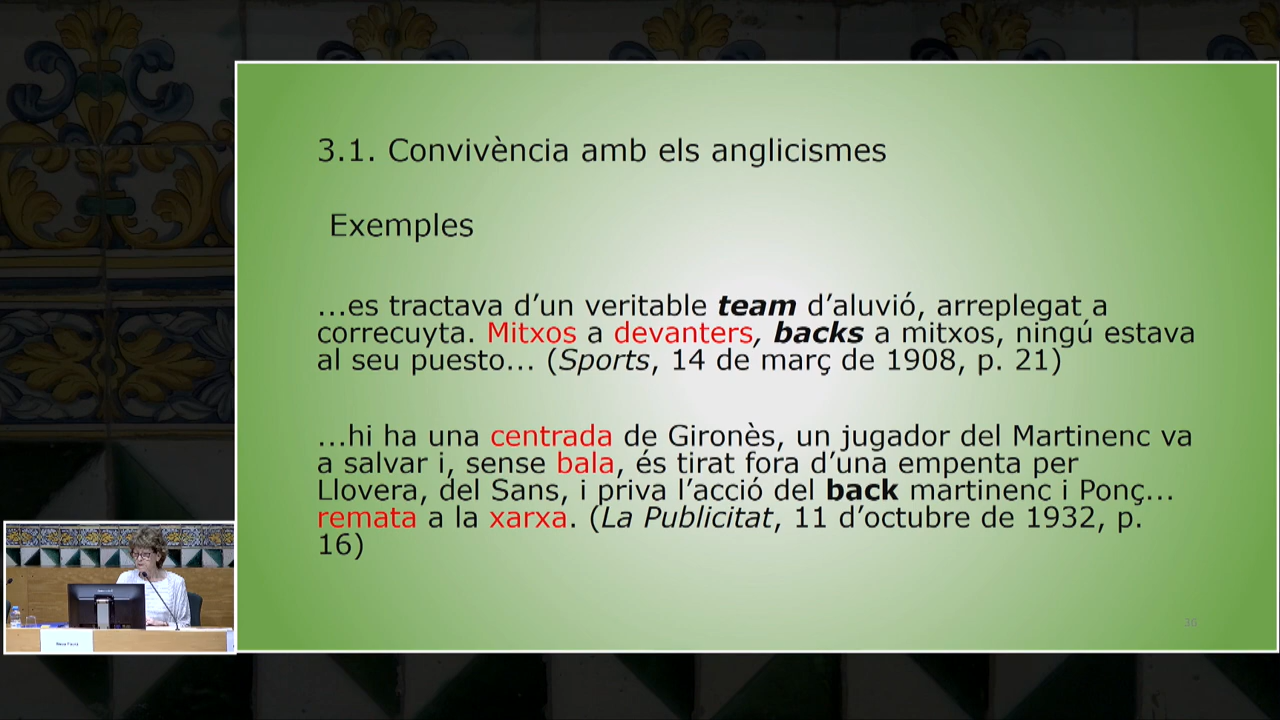 3.1. Convivència amb els anglicismes
Exemples
...es tractava d’un veritable team d’aluvió, arreplegat a
correcuyta. Mitxos a devanters, backs a mitxos, ningú estava
al seu puesto... (Sports, 14 de març de 1908, p. 21)
...hi ha una centrada de Gironès, un jugador del Martinenc va
a salvar i, sense bala, és tirat fora d’una empenta per
Llovera, del Sans, i priva l’acció del back martinenc i Ponç...
remata a la xarxa. (La Publicitat, 11 d’octubre de 1932, p.
16)
36